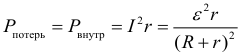 P_потерь = P_внутр = I²r = ε²r / (R + r)²